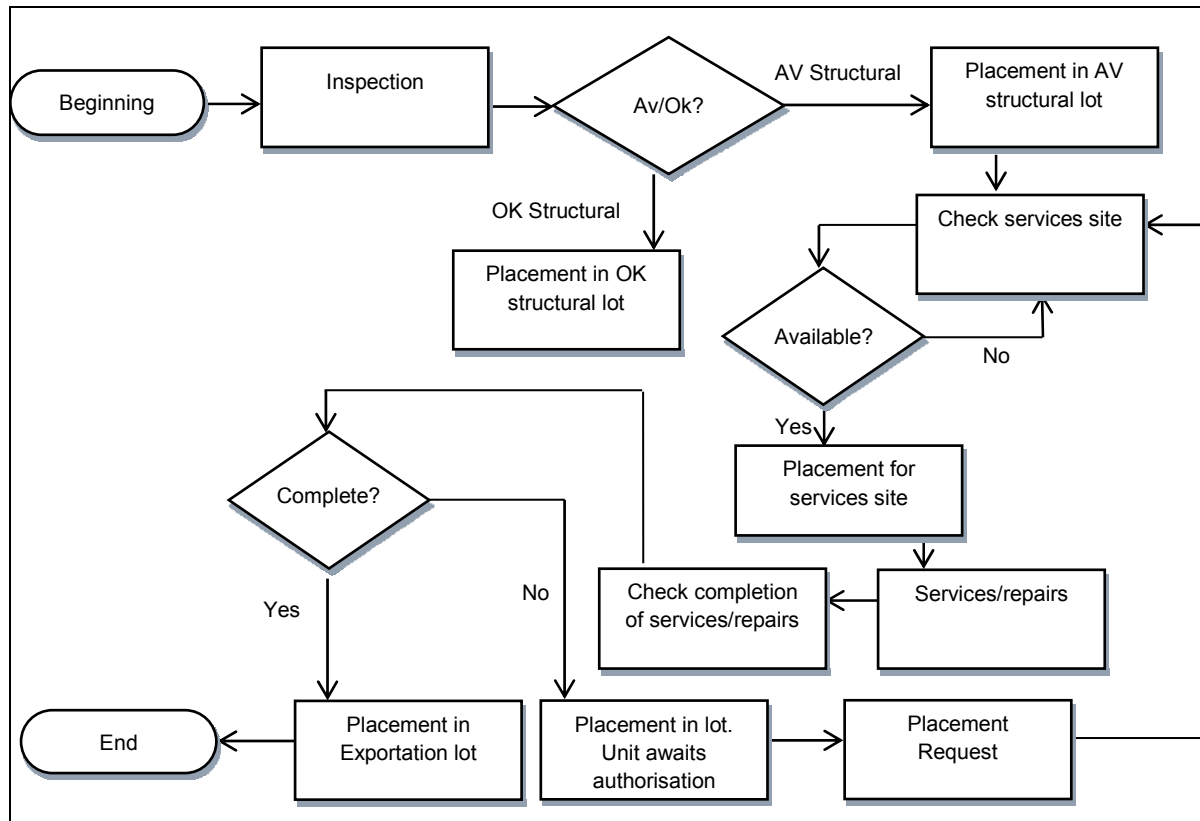 Beginning
Inspection
Av/Ok?
AV Structural
Placement in AV
structural lot
OK Structural
Placement in OK
structural lot
Check services site
Available?
No
Yes
Placement for
services site
Services/repairs
Check completion
of services/repairs
Complete?
Yes
No
Placement in
Exportation lot
End
Placement in lot.
Unit awaits
authorisation
Placement
Request